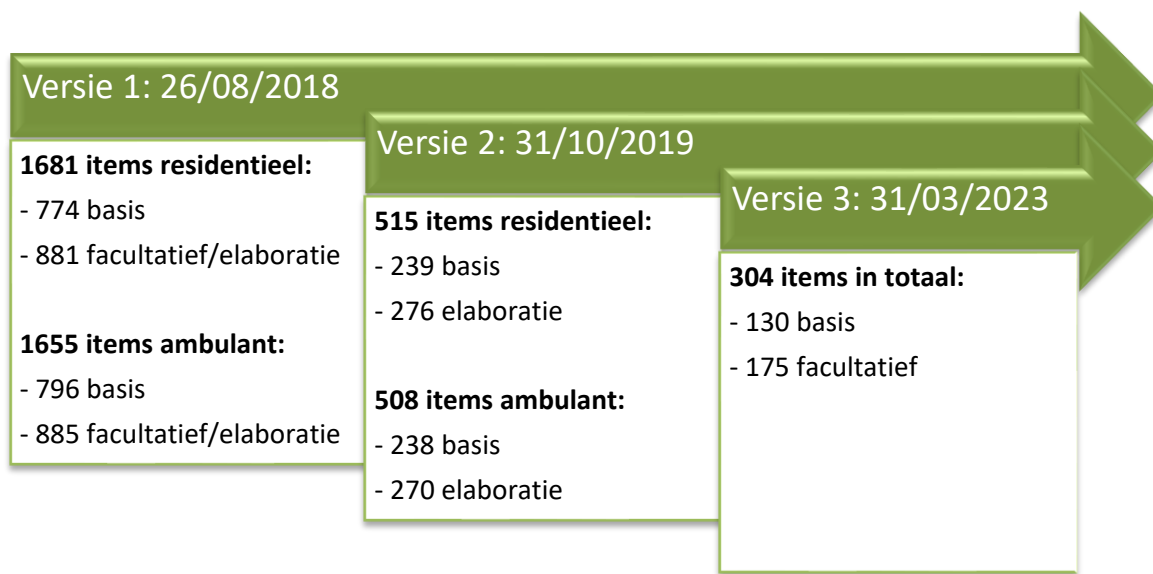 Versie 1: 26/08/2018
1681 items residentieel:
- 774 basis
- 881 facultatief/elaboratie
1655 items ambulant:
- 796 basis
- 885 facultatief/elaboratie
Versie 2: 31/10/2019
515 items residentieel:
- 239 basis
- 276 elaboratie
508 items ambulant:
- 238 basis
- 270 elaboratie
Versie 3: 31/03/2023
304 items in totaal:
- 130 basis
- 175 facultatief